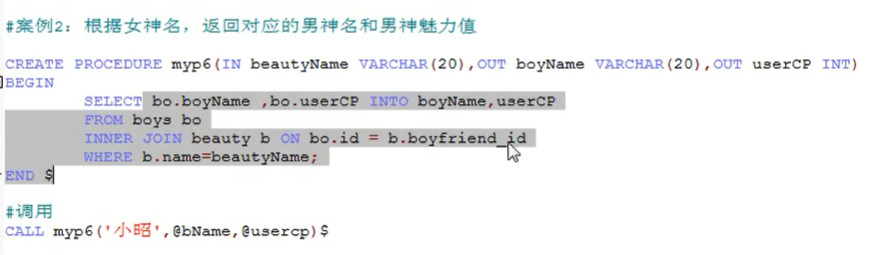 #案例2：根据女神名，返回对应的男神名和男神魅力值
CREATE PROCEDURE myp6(IN beautyName VARCHAR(20),OUT boyName VARCHAR(20),OUT userCP INT)
BEGIN
SELECT bo.boyName ,bo.userCP INTO boyName,userCP
FROM boys bo
INNER JOIN beauty b ON bo.id = b.boyfriend_id
WHERE b.name=beautyName;
END $
#调用
CALL myp6('小昭',@bName,@usercp)$